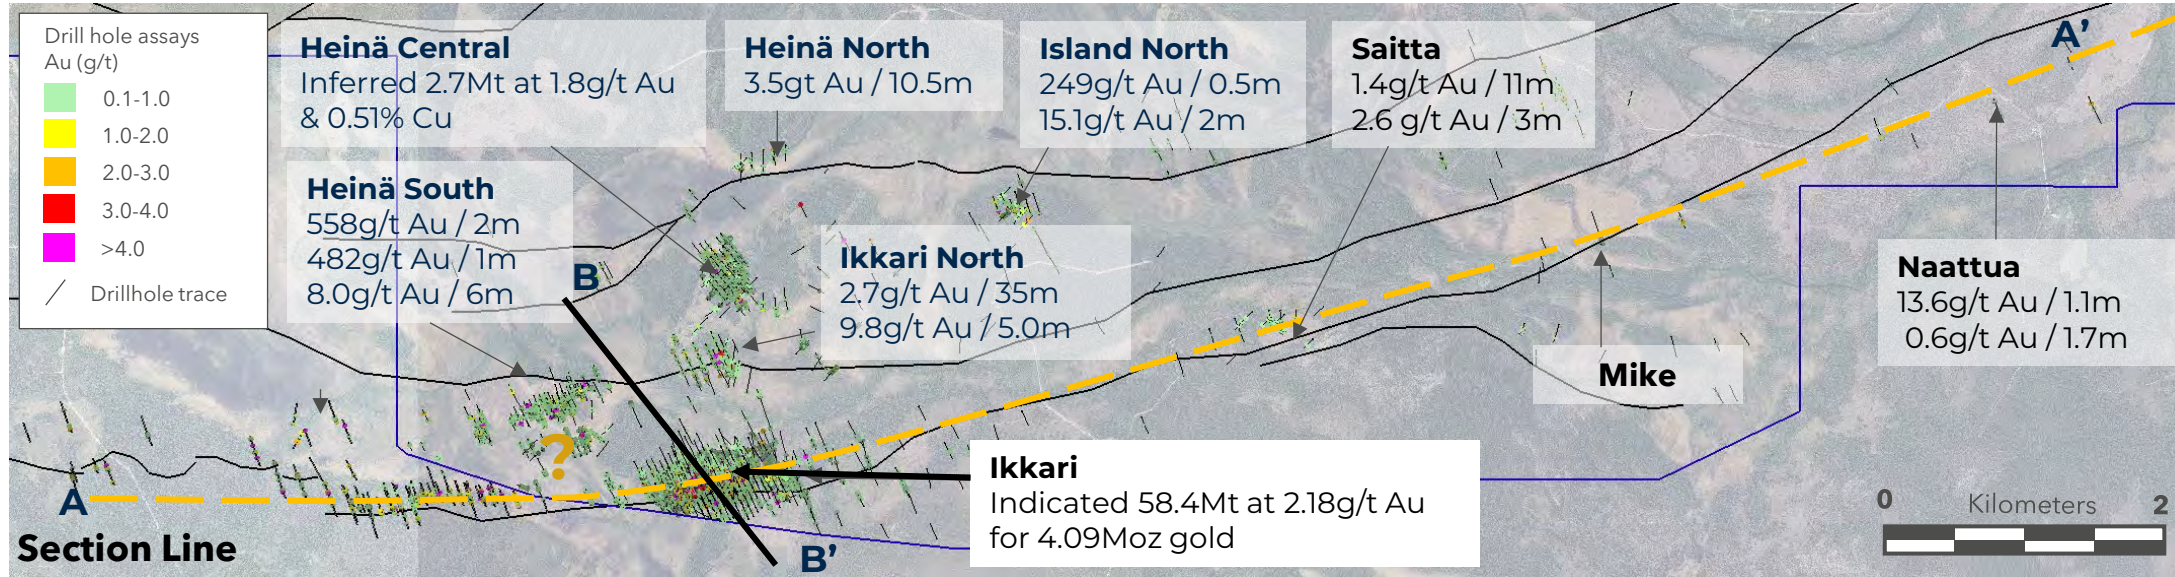 Drill hole assays
Au (g/t)
0.1-1.0
1.0-2.0
2.0-3.0
3.0-4.0
>4.0
Drillhole trace
Heinä Central
Inferred 2.7Mt at 1.8g/t Au
& 0.51% Cu
Heinä North
3.5gt Au / 10.5m
Island North
249g/t Au / 0.5m
15.1g/t Au / 2m
Saitta
1.4g/t Au / 11m
2.6 g/t Au / 3m
A’
Heinä South
558g/t Au / 2m
482g/t Au / 1m
8.0g/t Au / 6m
B
Ikkari North
2.7g/t Au / 35m
9.8g/t Au / 5.0m
Naattua
13.6g/t Au / 1.1m
0.6g/t Au / 1.7m
Mike
?
A
Section Line
B’
Ikkari
Indicated 58.4Mt at 2.18g/t Au
for 4.09Moz gold
0 Kilometers 2